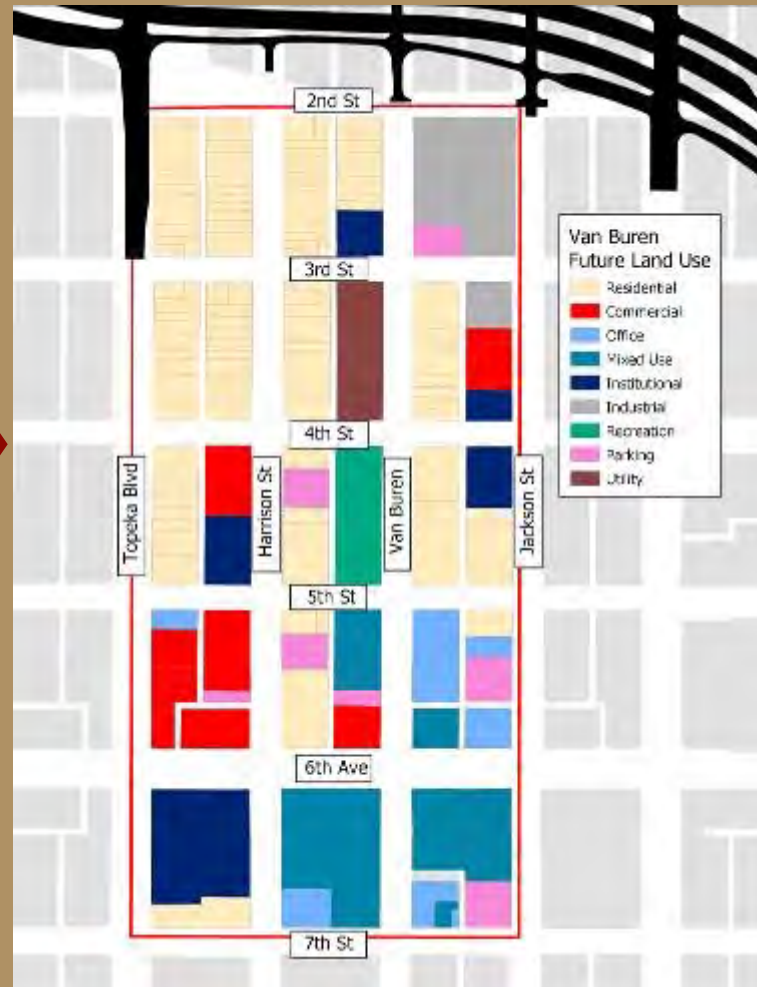 2nd St
Van Buren
Future Land Use
Residential
Commercial
Office
Mixed Use
Institutional
Industrial
Recreation
Parking
Utility
3rd St
4th St
Topeka Blvd
Harrison St
Van Buren
Jackson St
5th St
6th Ave
7th St